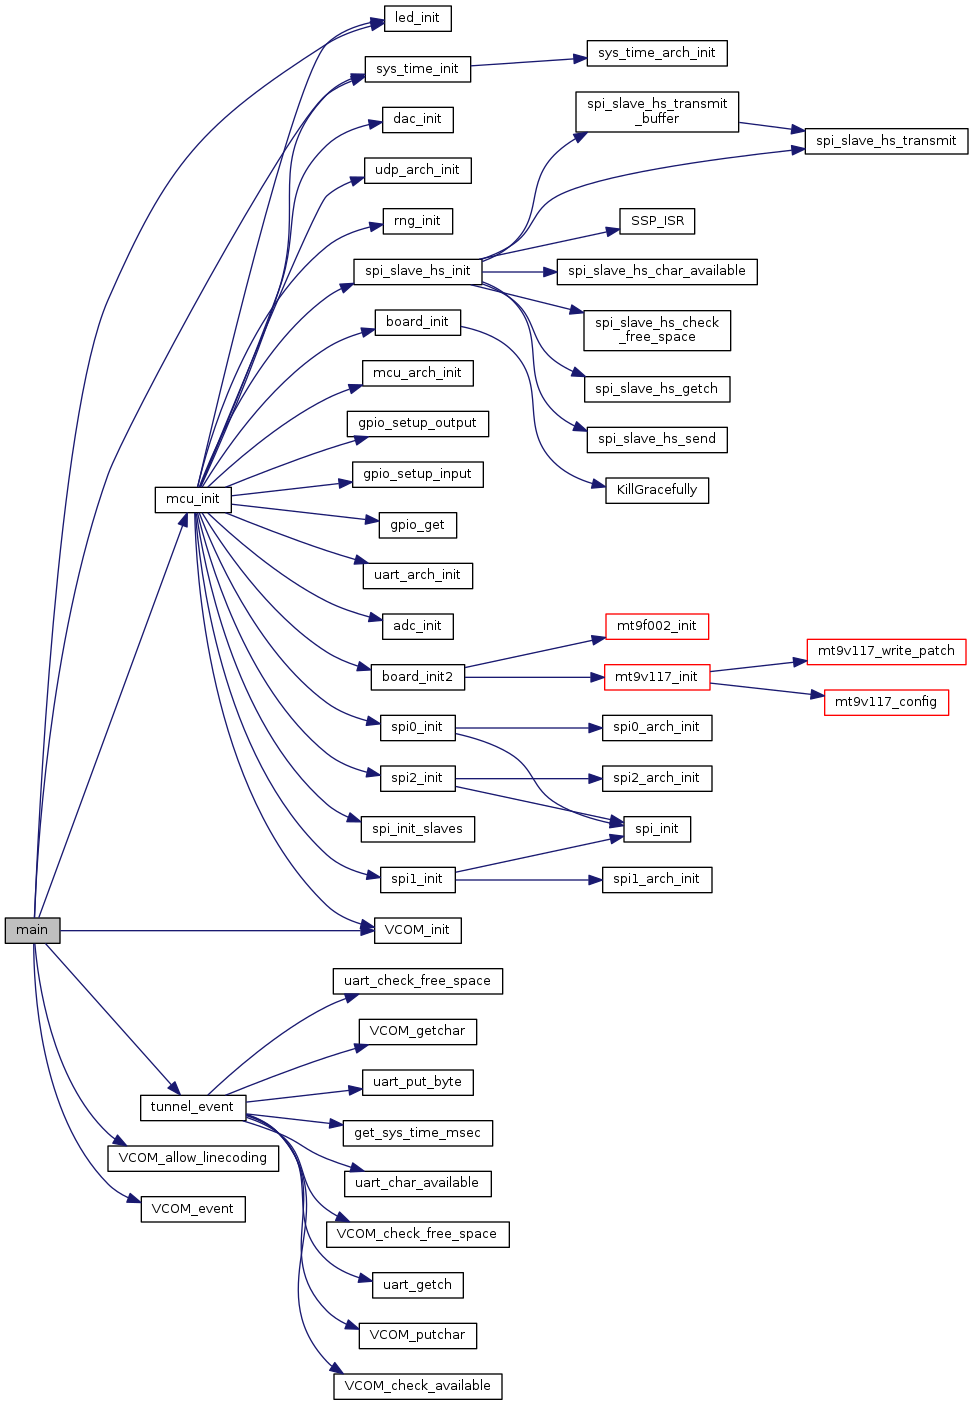 led_init
sys_time_init
sys_time_arch_init
dac_init
spi_slave_hs_transmit
_buffer
spi_slave_hs_transmit
udp_arch_init
rng_init
SSP_ISR
spi_slave_hs_init
spi_slave_hs_char_available
board_init
spi_slave_hs_check
_free_space
mcu_arch_init
spi_slave_hs_getch
gpio_setup_output
spi_slave_hs_send
gpio_setup_input
KillGracefully
mcu_init
gpio_get
uart_arch_init
adc_init
mt9f002_init
board_init2
mt9v117_init
mt9v117_write_patch
mt9v117_config
spi0_init
spi0_arch_init
spi2_init
spi2_arch_init
spi_init_slaves
spi_init
spi1_init
spi1_arch_init
main
VCOM_init
uart_check_free_space
VCOM_getchar
uart_put_byte
tunnel_event
get_sys_time_msec
VCOM_allow_linecoding
uart_char_available
VCOM_event
VCOM_check_free_space
uart_getch
VCOM_putchar
VCOM_check_available